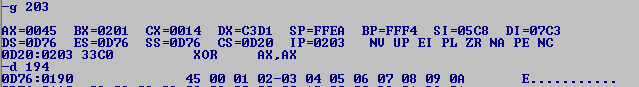 -g 203
AX=0045 BX=0201 CX=0014 DX=C3D1 SP=FFEA BP=FFF4 SI=05C8 DI=07C3
DS=0D76 ES=0D76 SS=0D76 CS=0D20 IP=0203 NV UP EI PL ZR NA PE NC
0D20:0203 33C0 XOR AX,AX
-d 194
0D76:0190 45 00 01 02-03 04 05 06 07 08 09 0A E...........